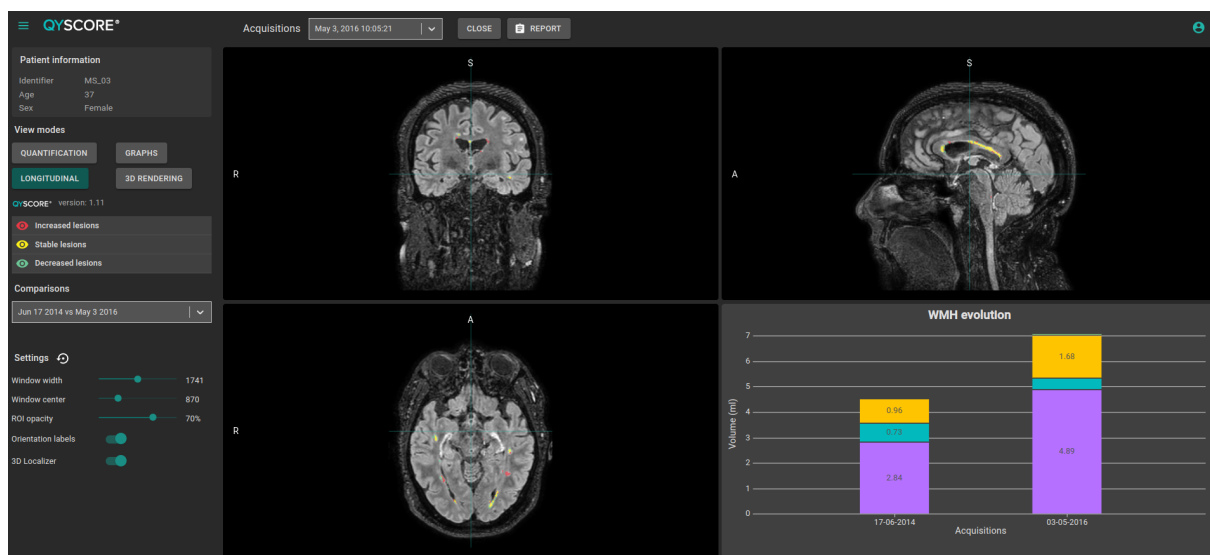 QYSCORE®
Acquisitions
May 3, 2016 10:05:21
CLOSE
REPORT
Patient information
Identifier MS_03
Age 37
Sex Female
View modes
QUANTIFICATION GRAPHS
LONGITUDINAL 3D RENDERING
QYSCORE® version: 1.11
Increased lesions
Stable lesions
Decreased lesions
Comparisons
Jun 17 2014 vs May 3 2016
Settings
Window width 1741
Window center 870
ROI opacity 70%
Orientation labels
3D Localizer
S
R
S
A
A
R
WMH evolution
Volume (ml)
7
6
5
4
3
2
1
0
0.96
0.73
2.84
1.68
4.89
17-06-2014
03-05-2016
Acquisitions